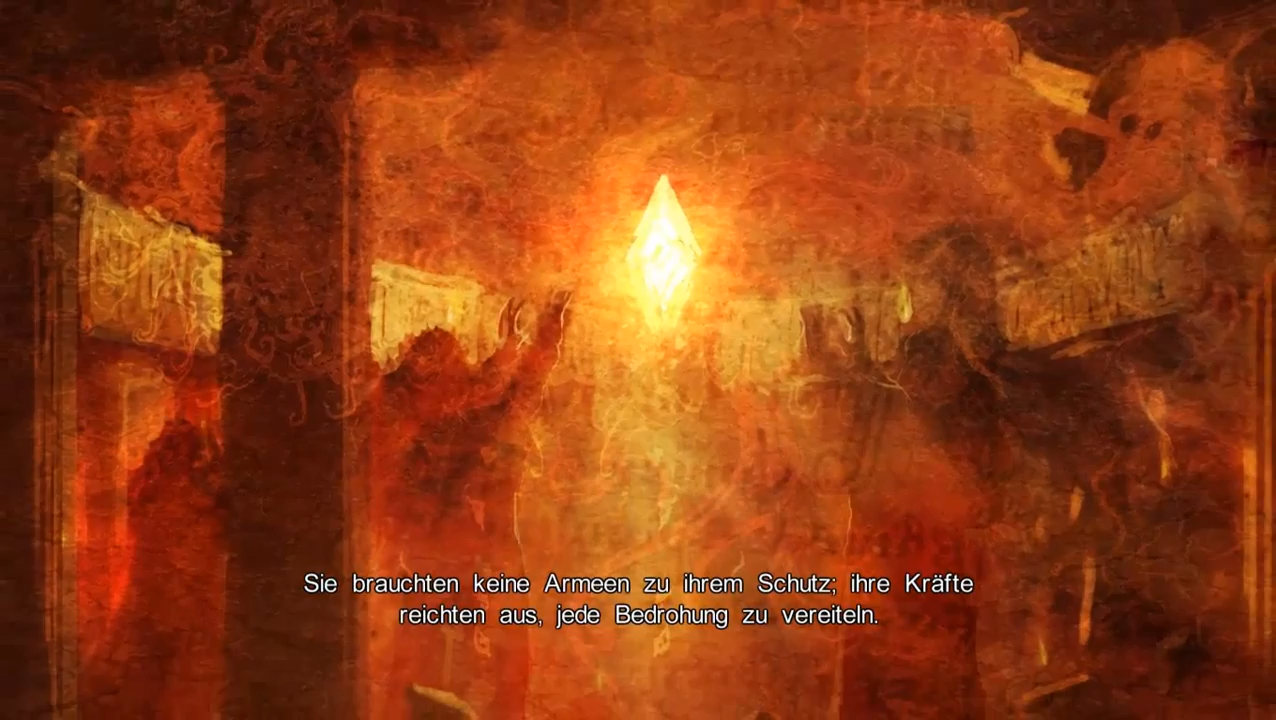 Sie brauchten keine Armeen zu ihrem Schutz; ihre Kräfte
reichten aus, jede Bedrohung zu vereiteln.